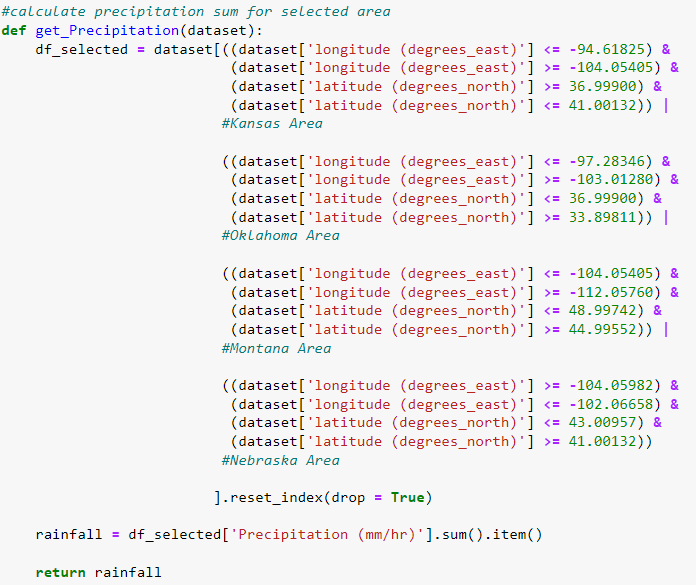 #calculate precipitation sum for selected area
def get_Precipitation(dataset):
    df_selected = dataset[((dataset['longitude (degrees_east)'] <= -94.61825) &
                           (dataset['longitude (degrees_east)'] >= -104.05405) &
                           (dataset['latitude (degrees_north)'] >= 36.99900) &
                           (dataset['latitude (degrees_north)'] <= 41.00132)) |
                          #Kansas Area

                          ((dataset['longitude (degrees_east)'] <= -97.28346) &
                           (dataset['longitude (degrees_east)'] >= -103.01280) &
                           (dataset['latitude (degrees_north)'] <= 36.99900) &
                           (dataset['latitude (degrees_north)'] >= 33.89811)) |
                          #Oklahoma Area

                          ((dataset['longitude (degrees_east)'] <= -104.05405) &
                           (dataset['longitude (degrees_east)'] >= -112.05760) &
                           (dataset['latitude (degrees_north)'] <= 48.99742) &
                           (dataset['latitude (degrees_north)'] >= 44.99552)) |
                          #Montana Area

                          ((dataset['longitude (degrees_east)'] >= -104.05982) &
                           (dataset['longitude (degrees_east)'] <= -102.06658) &
                           (dataset['latitude (degrees_north)'] <= 43.00957) &
                           (dataset['latitude (degrees_north)'] >= 41.00132))
                          #Nebraska Area

                         ].reset_index(drop = True)

    rainfall = df_selected['Precipitation (mm/hr)'].sum().item()

    return rainfall